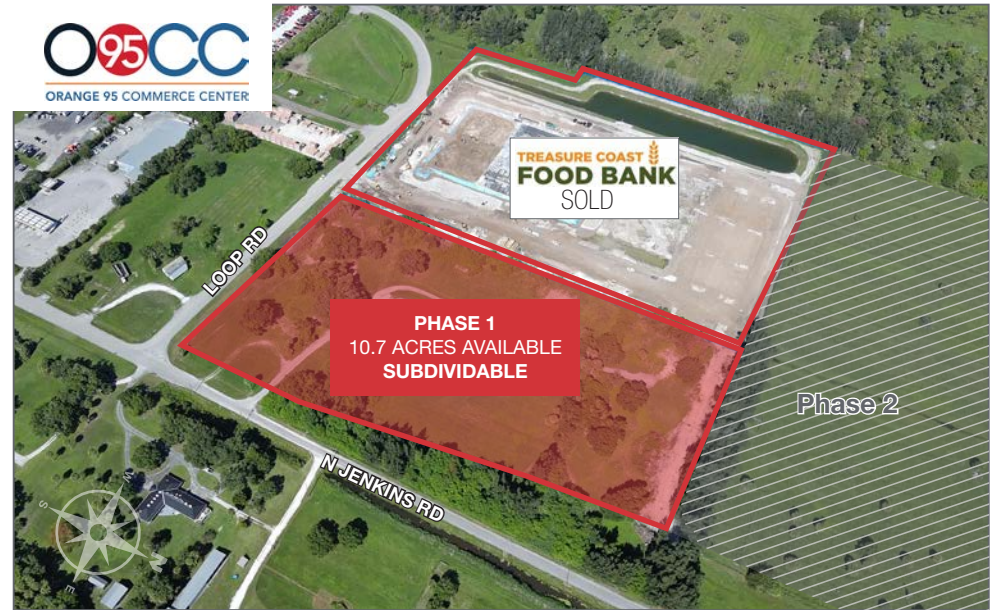 O95CC
ORANGE 95 COMMERCE CENTER
TREASURE COAST
FOOD BANK
SOLD
LOOP RD
PHASE 1
10.7 ACRES AVAILABLE
SUBDIVIDABLE
Phase 2
N JENKINS RD
S
W
N
E